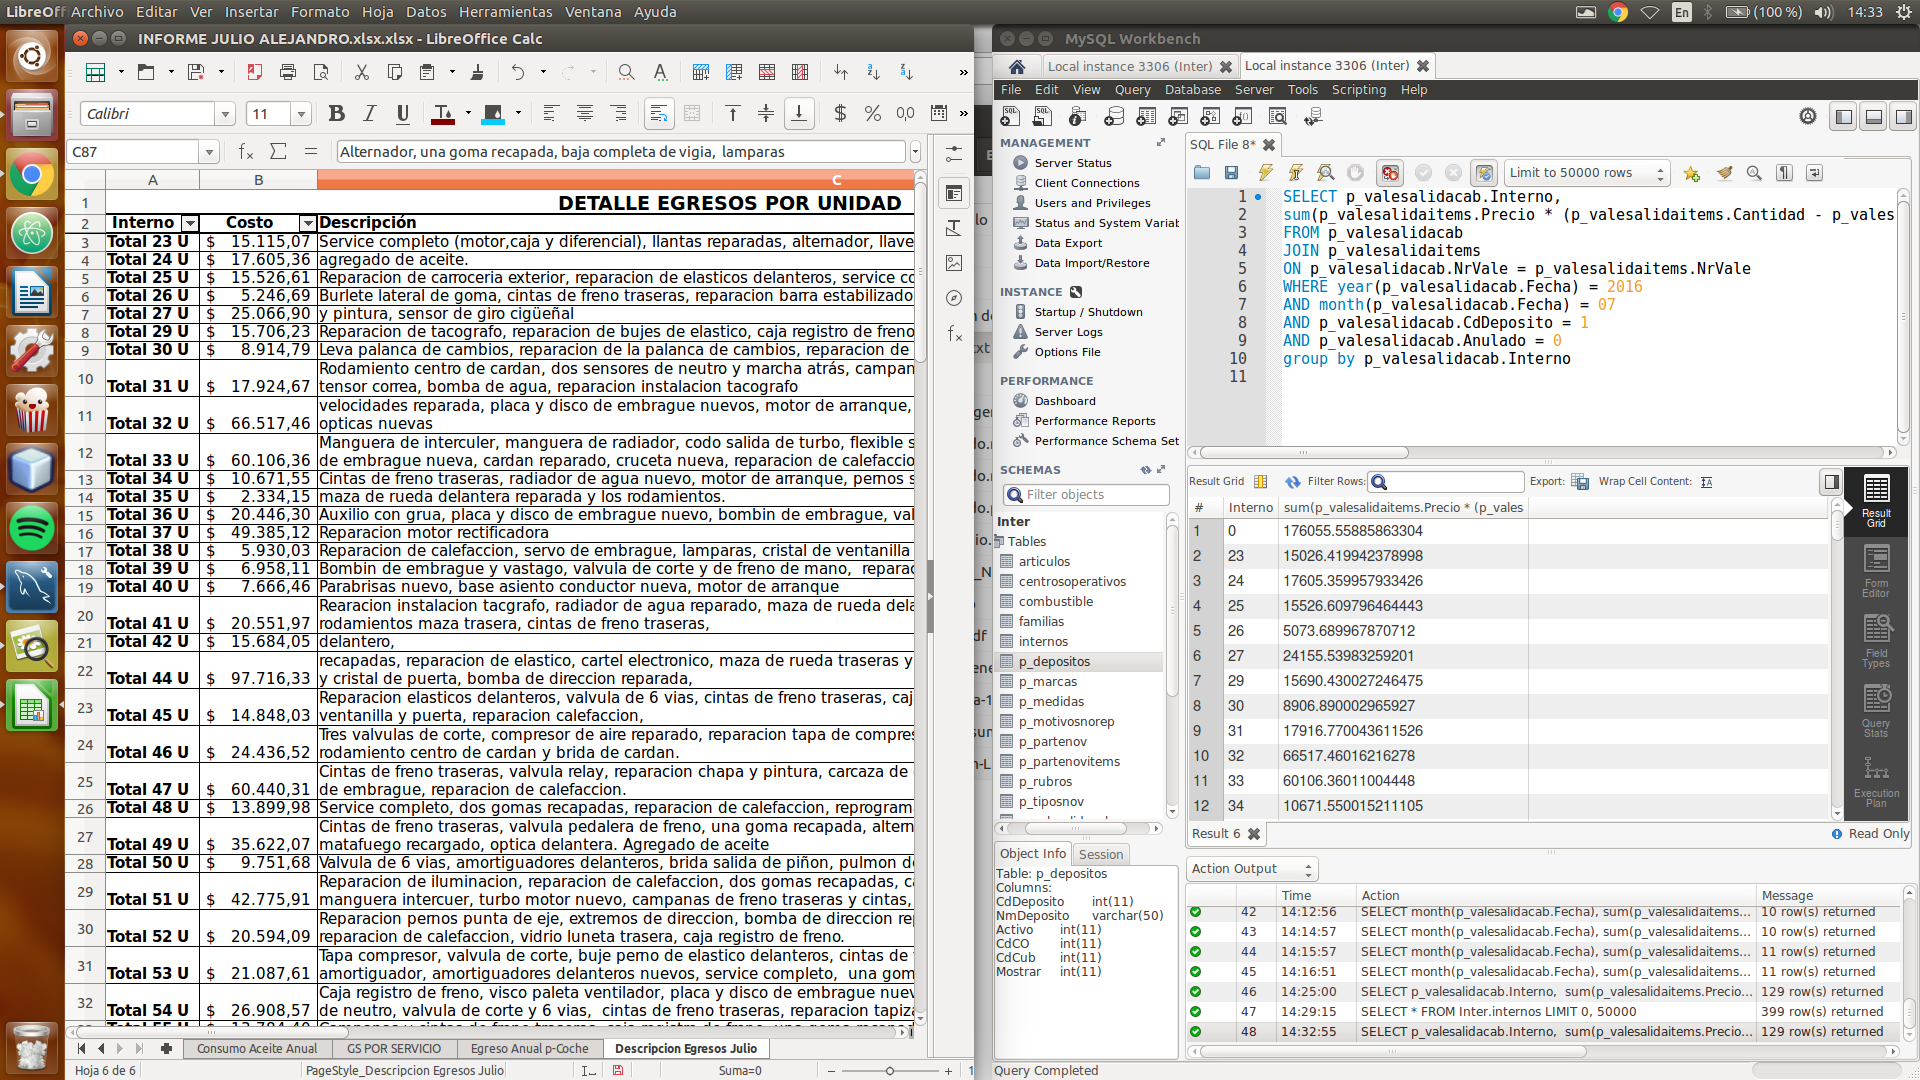 LibreOff Archivo Editar Ver Insertar Formato Hoja Datos Herramientas Ventana Ayuda
En (100 %) 14:33
INFORME JULIO ALEJANDRO.xlsx.xlsx - LibreOffice Calc
Calibri 11
C87 Alternador, una goma recapada, baja completa de vigia, lamparas
A B C
1 DETALLE EGRESOS POR UNIDAD
2 Interno Costo Descripción
3 Total 23 U $ 15.115,07 Service completo (motor,caja y diferencial), llantas reparadas, alternador, llave
4 Total 24 U $ 17.605,36 agregado de aceite.
5 Total 25 U $ 15.526,61 Reparacion de carroceria exterior, reparacion de elasticos delanteros, service co
6 Total 26 U $ 5.246,69 Burlete lateral de goma, cintas de freno traseras, reparacion barra estabilizado
7 Total 27 U $ 25.066,90 y pintura, sensor de giro cigüeñal
8 Total 29 U $ 15.706,23 Reparacion de tacografo, reparacion de bujes de elastico, caja registro de freno
9 Total 30 U $ 8.914,79 Leva palanca de cambios, reparacion de la palanca de cambios, reparacion de
Rodamiento centro de cardan, dos sensores de neutro y marcha atrás, campan
10 Total 31 U $ 17.924,67 tensor correa, bomba de agua, reparacion instalacion tacografo
velocidades reparada, placa y disco de embrague nuevos, motor de arranque,
11 Total 32 U $ 66.517,46 opticas nuevas
Manguera de interculer, manguera de radiador, codo salida de turbo, flexible s
12 Total 33 U $ 60.106,36 de embrague nueva, cardan reparado, cruceta nueva, reparacion de calefaccio
13 Total 34 U $ 10.671,55 Cintas de freno traseras, radiador de agua nuevo, motor de arranque, pernos s
14 Total 35 U $ 2.334,15 maza de rueda delantera reparada y los rodamientos.
15 Total 36 U $ 20.446,30 Auxilio con grua, placa y disco de embrague nuevo, bombin de embrague, val
16 Total 37 U $ 49.385,12 Reparacion motor rectificadora
17 Total 38 U $ 5.930,03 Reparacion de calefaccion, servo de embrague, lamparas, cristal de ventanilla
18 Total 39 U $ 6.958,11 Bombin de embrague y vastago, valvula de corte y de freno de mano, reparac
19 Total 40 U $ 7.666,46 Parabrisas nuevo, base asiento conductor nueva, motor de arranque
Rearacion instalacion tacgrafo, radiador de agua reparado, maza de rueda dela
20 Total 41 U $ 20.551,97 rodamientos maza trasera, cintas de freno traseras,
21 Total 42 U $ 15.684,05 delantero,
recapadas, reparacion de elastico, cartel electronico, maza de rueda traseras y
22 Total 44 U $ 97.716,33 y cristal de puerta, bomba de direccion reparada,
Reparacion elasticos delanteros, valvula de 6 vias, cintas de freno traseras, caj
23 Total 45 U $ 14.848,03 ventanilla y puerta, reparacion calefaccion,
Tres valvulas de corte, compresor de aire reparado, reparacion tapa de compres
24 Total 46 U $ 24.436,52 rodamiento centro de cardan y brida de cardan.
Cintas de freno traseras, valvula relay, reparacion chapa y pintura, carcaza de
25 Total 47 U $ 60.440,31 de embrague, reparacion de calefaccion.
26 Total 48 U $ 13.899,98 Service completo, dos gomas recapadas, reparacion de calefaccion, reprogram
Cintas de freno traseras, valvula pedalera de freno, una goma recapada, altern
27 Total 49 U $ 35.622,07 matafuego recargado, optica delantera. Agregado de aceite
28 Total 50 U $ 9.751,68 Valvula de 6 vias, amortiguadores delanteros, brida salida de piñon, pulmon de
Reparacion de iluminacion, reparacion de calefaccion, dos gomas recapadas, ca
29 Total 51 U $ 42.775,91 manguera intercuer, turbo motor nuevo, campanas de freno traseras y cintas,
Reparacion pernos punta de eje, extremos de direccion, bomba de direccion rep
30 Total 52 U $ 20.594,09 reparacion de calefaccion, vidrio luneta trasera, caja registro de freno.
Tapa compresor, valvula de corte, buje perno de elastico delanteros, cintas de
31 Total 53 U $ 21.087,61 amortiguador, amortiguadores delanteros nuevos, service completo, una gom
Caja registro de freno, visco paleta ventilador, placa y disco de embrague nuev
32 Total 54 U $ 26.908,57 de neutro, valvula de corte y 6 vias, cintas de freno traseras, reparacion tapiz
Consumo Aceite Anual GS POR SERVICIO Egreso Anual p-Coche Descripcion Egresos Julio
Hoja 6 de 6 PageStyle_Descripcion Egresos Julio Suma=0
MySQL Workbench
Local instance 3306 (Inter) Local instance 3306 (Inter)
File Edit View Query Database Server Tools Scripting Help
MANAGEMENT
Server Status
Client Connections
Users and Privileges
Status and System Variab
Data Export
Data Import/Restore
INSTANCE
Startup / Shutdown
Server Logs
Options File
PERFORMANCE
Dashboard
Performance Reports
Performance Schema Set
SCHEMAS
Filter objects
Inter
Tables
articulos
centrosoperativos
combustible
familias
internos
p_depositos
p_marcas
p_medidas
p_motivosnorep
p_partenov
p_partenovitems
p_rubros
p_tiposnov
Object Info Session
Table: p_depositos
Columns:
CdDeposito int(11)
NmDeposito varchar(50)
Activo int(11)
CdCO int(11)
CdCub int(11)
Mostrar int(11)
SQL File 8*
Limit to 50000 rows
1 SELECT p_valesalidacab.Interno,
2 sum(p_valesalidaitems.Precio * (p_valesalidaitems.Cantidad - p_vales
3 FROM p_valesalidacab
4 JOIN p_valesalidaitems
5 ON p_valesalidacab.NrVale = p_valesalidaitems.NrVale
6 WHERE year(p_valesalidacab.Fecha) = 2016
7 AND month(p_valesalidacab.Fecha) = 07
8 AND p_valesalidacab.CdDeposito = 1
9 AND p_valesalidacab.Anulado = 0
10 group by p_valesalidacab.Interno
11
Result Grid Filter Rows: Export: Wrap Cell Content:
# Interno sum(p_valesalidaitems.Precio * (p_vales
1 0 176055.55885863304
2 23 15026.419942378998
3 24 17605.359957933426
4 25 15526.609796464443
5 26 5073.689967870712
6 27 24155.53983259201
7 29 15690.430027246475
8 30 8906.890002965927
9 31 17916.770043611526
10 32 66517.46016216278
11 33 60106.36011004448
12 34 10671.550015211105
Result Grid
Form Editor
Field Types
Query Stats
Execution Plan
Result 6 Read Only
Action Output
Time Action Message
42 14:12:56 SELECT month(p_valesalidacab.Fecha), sum(p_valesalidaitems... 10 row(s) returned
43 14:14:57 SELECT month(p_valesalidacab.Fecha), sum(p_valesalidaitems... 10 row(s) returned
44 14:15:57 SELECT month(p_valesalidacab.Fecha), sum(p_valesalidaitems... 11 row(s) returned
45 14:16:51 SELECT month(p_valesalidacab.Fecha), sum(p_valesalidaitems... 11 row(s) returned
46 14:25:00 SELECT p_valesalidacab.Interno, sum(p_valesalidaitems.Precio... 129 row(s) returned
47 14:29:15 SELECT * FROM Inter.internos LIMIT 0, 50000 399 row(s) returned
48 14:32:55 SELECT p_valesalidacab.Interno, sum(p_valesalidaitems.Precio... 129 row(s) returned
Query Completed